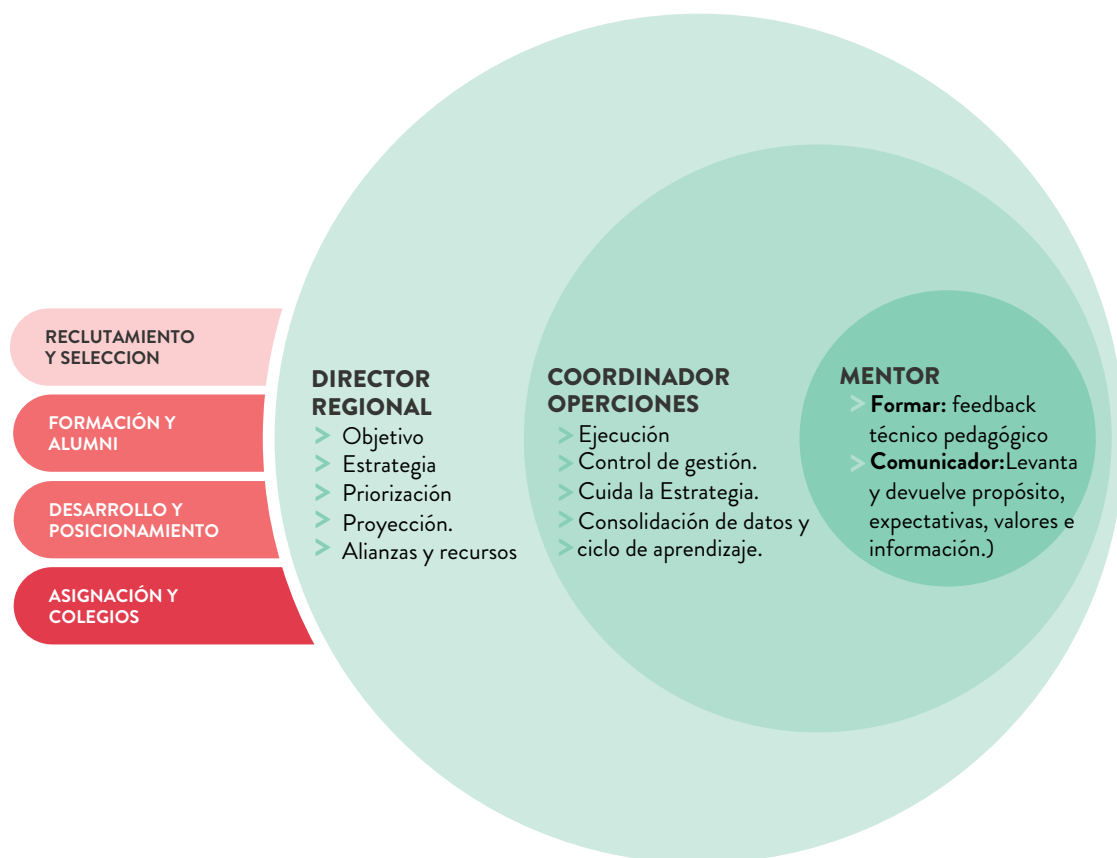 RECLUTAMIENTO
Y SELECCION
FORMACIÓN Y
ALUMNI
DESARROLLO Y
POSICIONAMIENTO
ASIGNACIÓN Y
COLEGIOS
DIRECTOR
REGIONAL
> Objetivo
> Estrategia
> Priorización
> Proyección.
> Alianzas y recursos
COORDINADOR
OPERCIONES
> Ejecución
> Control de gestión.
> Cuida la Estrategia.
> Consolidación de datos y
> ciclo de aprendizaje.
MENTOR
> Formar: feedback
técnico pedagógico
> Comunicador:Levanta
y devuelve propósito,
expectativas, valores e
información.)